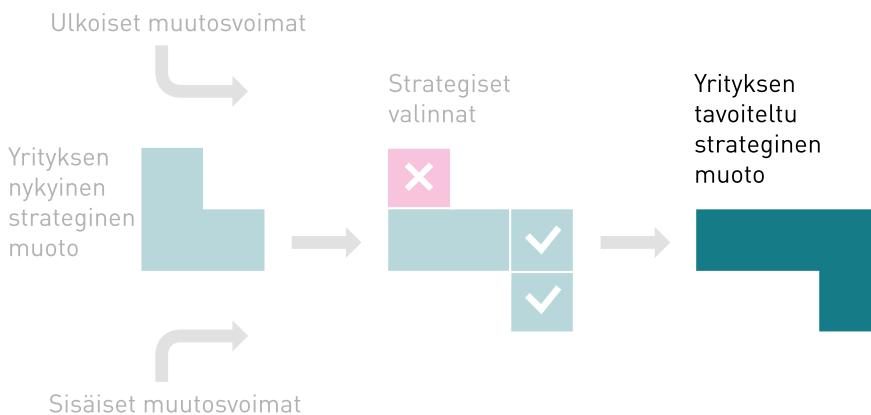 Ulkoiset muutosvoimat
Yrityksen
nykyinen
strateginen
muoto
Strategiset
valinnat
Yrityksen
tavoiteltu
strateginen
muoto
Sisäiset muutosvoimat